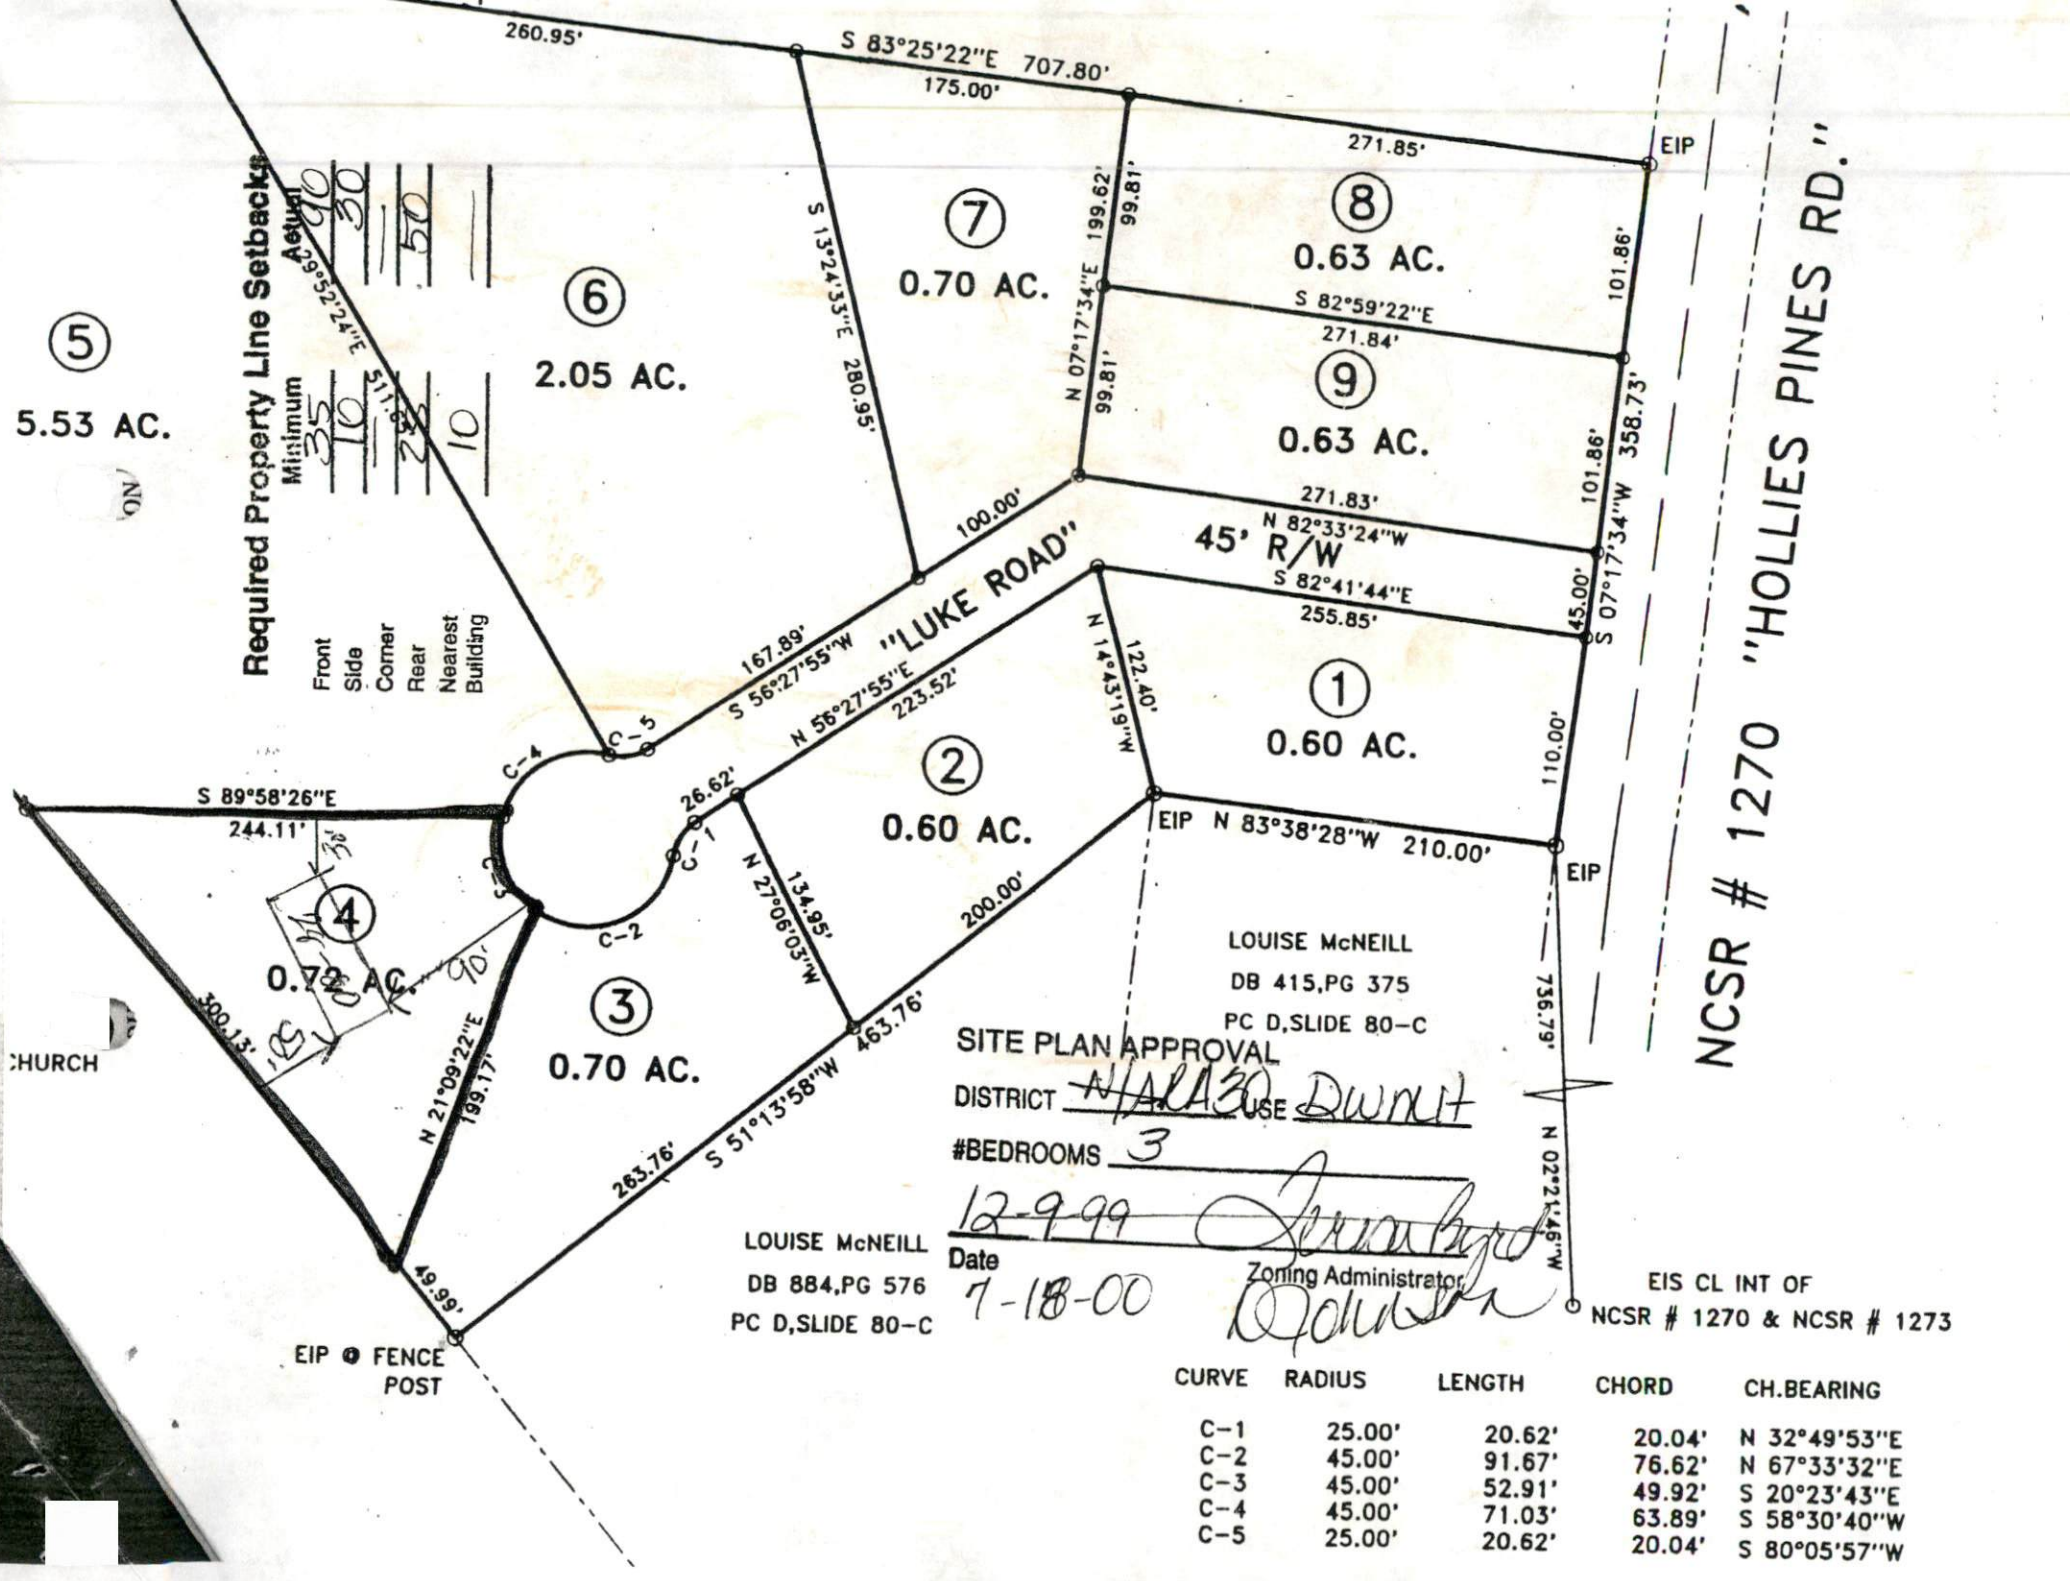 260.95'
S 83°25'22"E 707.80'
175.00'
271.85'
EIP
S 13°24'33"E 280.95'
7
0.70 AC.
N 07°17'34"E 199.62'
99.81'
99.81'
8
0.63 AC.
101.86'
S 82°59'22"E
271.84'
9
0.63 AC.
101.86'
S 07°17'34"W 358.73'
271.83'
N 82°33'24"W
45' R/W
45.00'
S 82°41'44"E
255.85'
NCSR # 1270 "HOLLIES PINES RD."
Required Property Line Setbacks
Minimum Actual
Front 35 90
Side 10 30
Corner — —
Rear 25 50
Nearest
Building 10 —
29°52'24"E
5
5.53 AC.
6
2.05 AC.
NO
100.00'
"LUKE ROAD"
167.89'
S 56°27'55"W
N 56°27'55"E
223.52'
26.62'
C-5
C-4
C-1
C-2
C-3
N 14°43'19"W
122.40'
1
0.60 AC.
110.00'
2
0.60 AC.
EIP N 83°38'28"W 210.00'
EIP
N 27°06'03"W
134.95'
200.00'
463.76'
S 51°13'58"W
263.76'
S 89°58'26"E
244.11'
30'
4
0.72 AC.
90'
50'
300.13'
N 21°09'22"E
199.17'
3
0.70 AC.
CHURCH
49.99'
EIP @ FENCE
POST
LOUISE McNEILL
DB 415,PG 375
PC D,SLIDE 80-C
736.79'
N 02°21'46"W
SITE PLAN APPROVAL
DISTRICT RA30 USE DWMH
#BEDROOMS 3
12-9-99
Date
Zoning Administrator
7-18-00
DJohnson
LOUISE McNEILL
DB 884,PG 576
PC D,SLIDE 80-C
EIS CL INT OF
NCSR # 1270 & NCSR # 1273
CURVE RADIUS LENGTH CHORD CH.BEARING
C-1 25.00' 20.62' 20.04' N 32°49'53"E
C-2 45.00' 91.67' 76.62' N 67°33'32"E
C-3 45.00' 52.91' 49.92' S 20°23'43"E
C-4 45.00' 71.03' 63.89' S 58°30'40"W
C-5 25.00' 20.62' 20.04' S 80°05'57"W